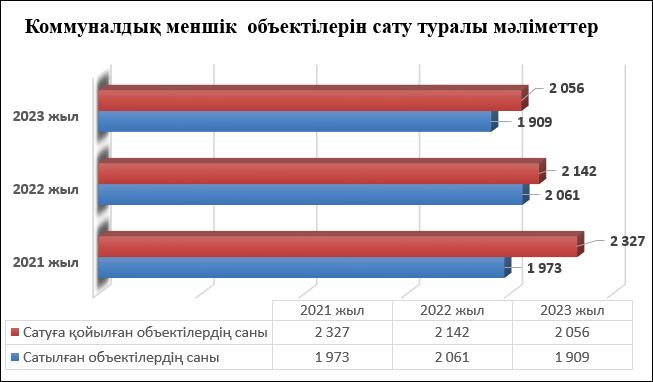 Коммуналдық меншік объектілерін сату туралы мәліметтер
2023 жыл
2 056
1 909
2022 жыл
2 142
2 061
2021 жыл
2 327
1 973
2021 жыл 2022 жыл 2023 жыл
Сатуға қойылған объектілердің саны 2 327 2 142 2 056
Сатылған объектілердің саны 1 973 2 061 1 909